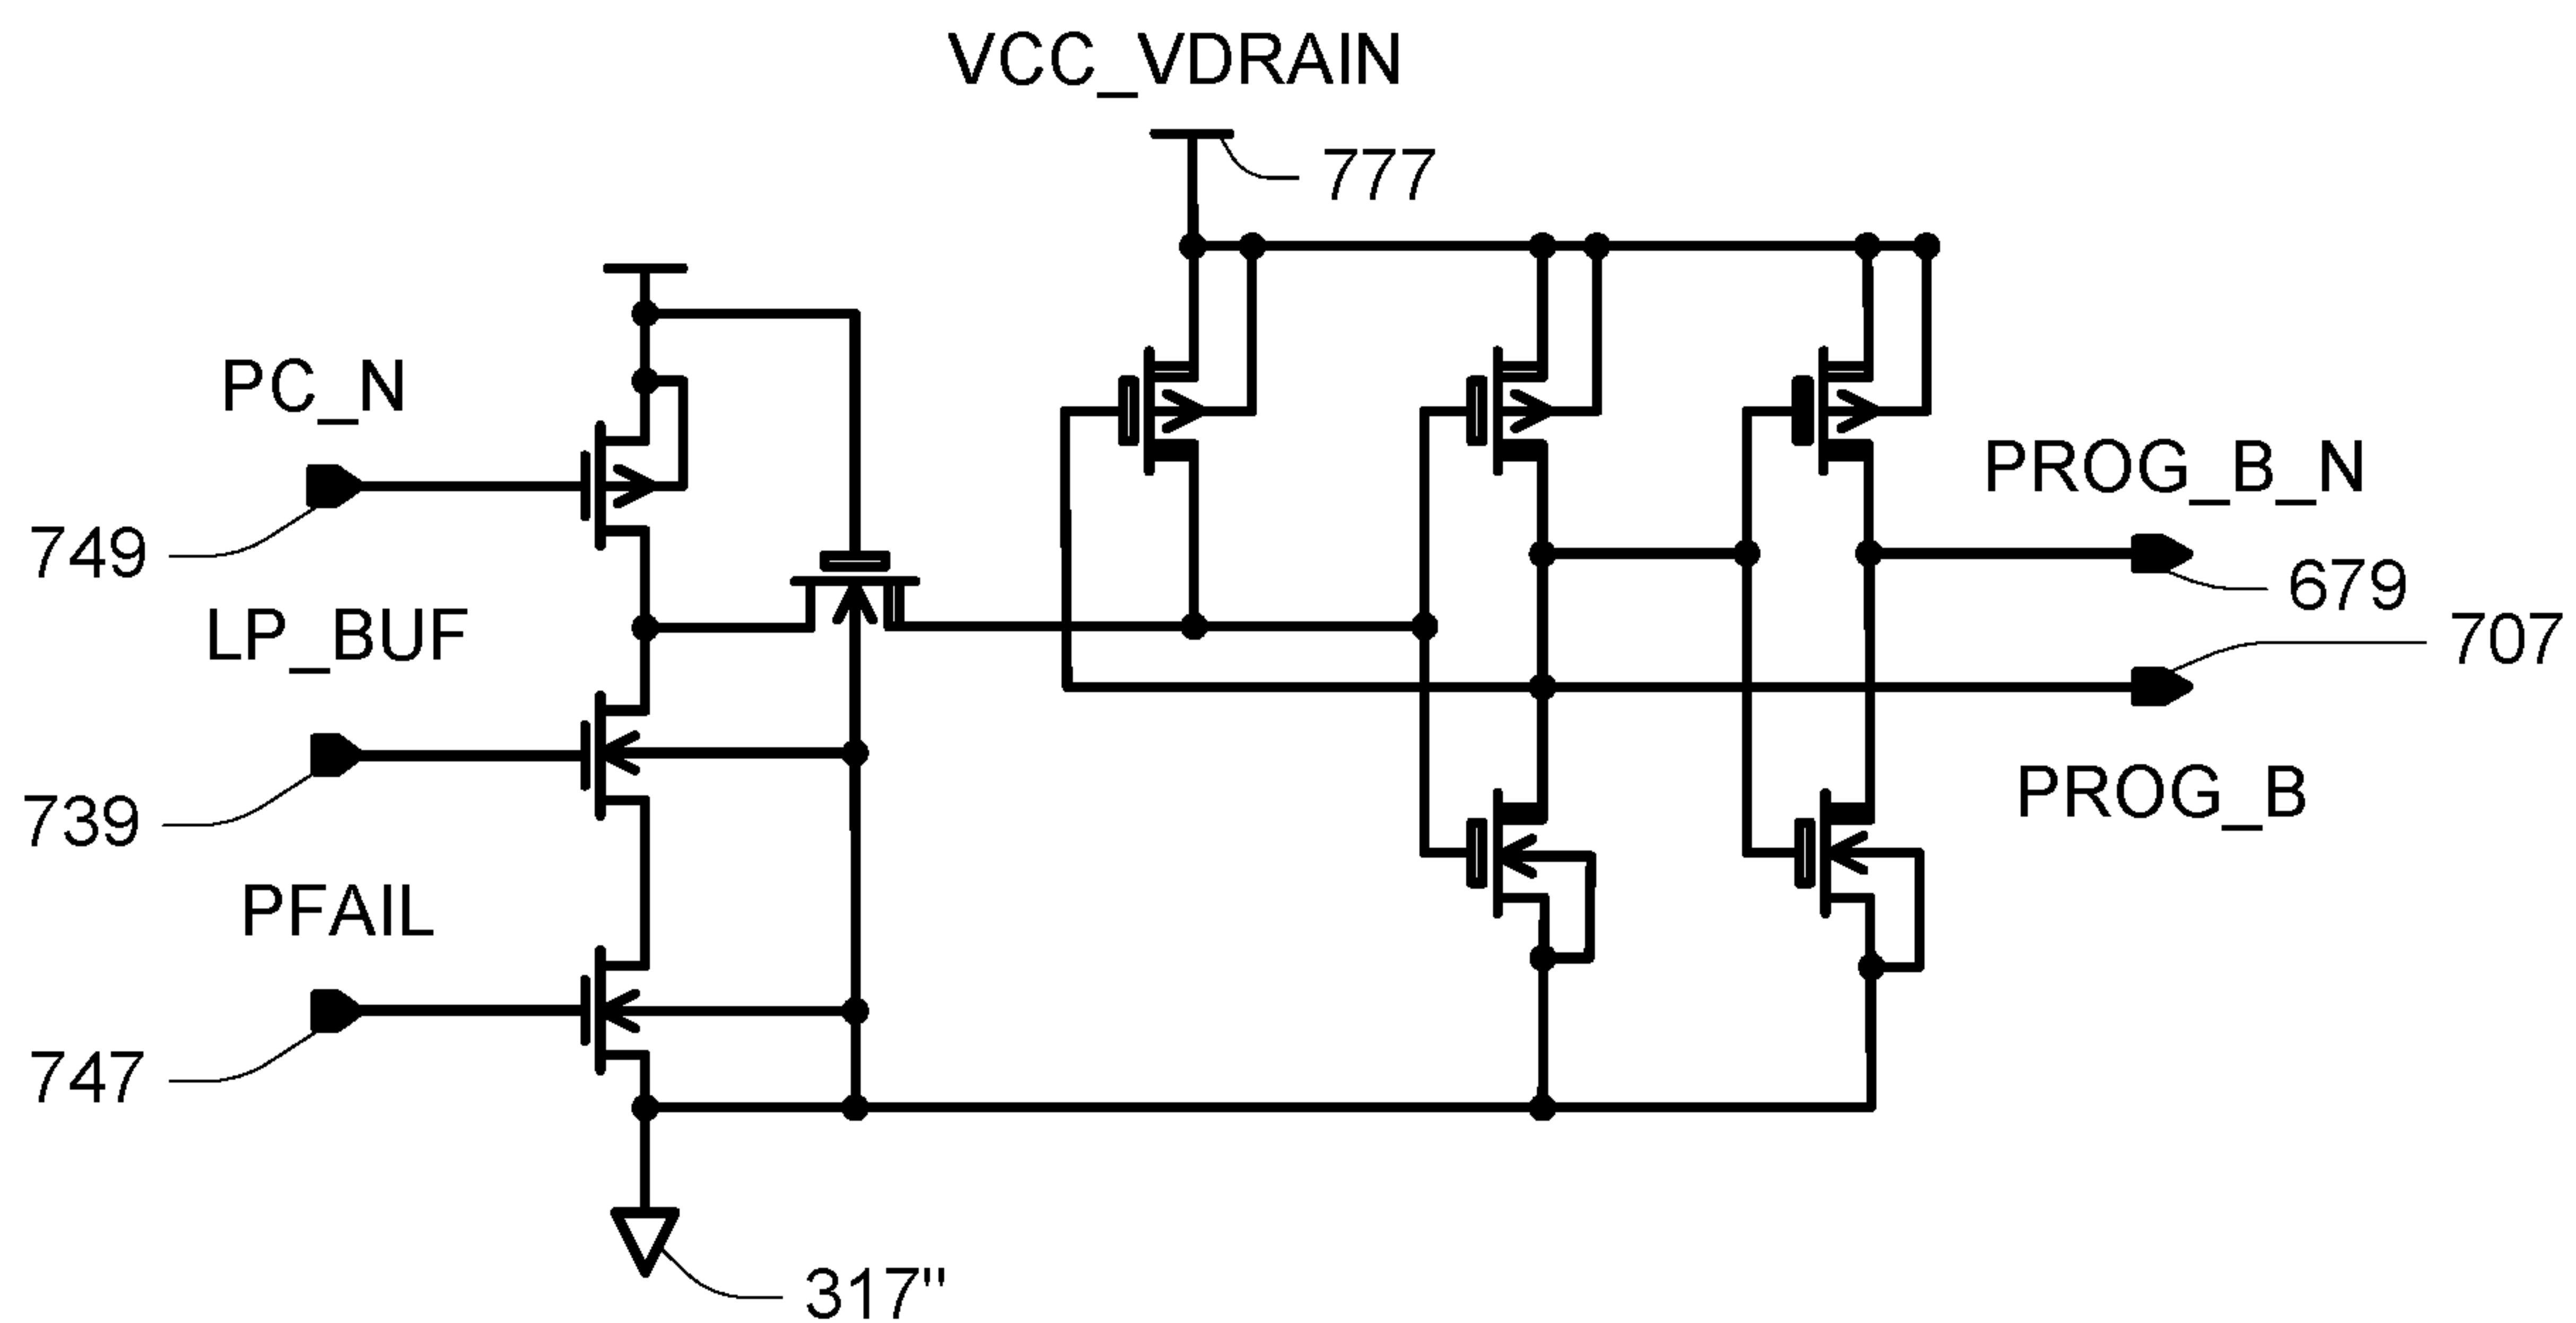 VCC_VDRAIN
777
PC_N
PROG_B_N
749
679
LP_BUF
707
739
PROG_B
PFAIL
747
317"